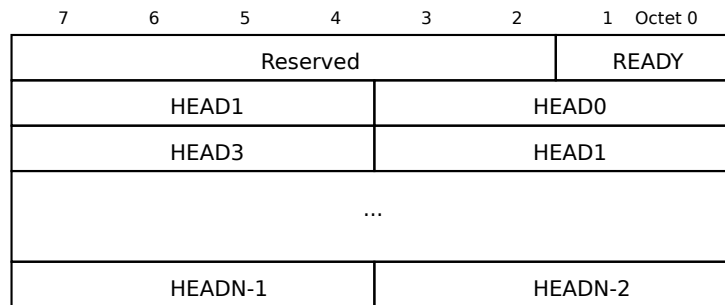 7 6 5 4 3 2 1 Octet 0
Reserved READY
HEAD1 HEAD0
HEAD3 HEAD1
...
HEADN-1 HEADN-2